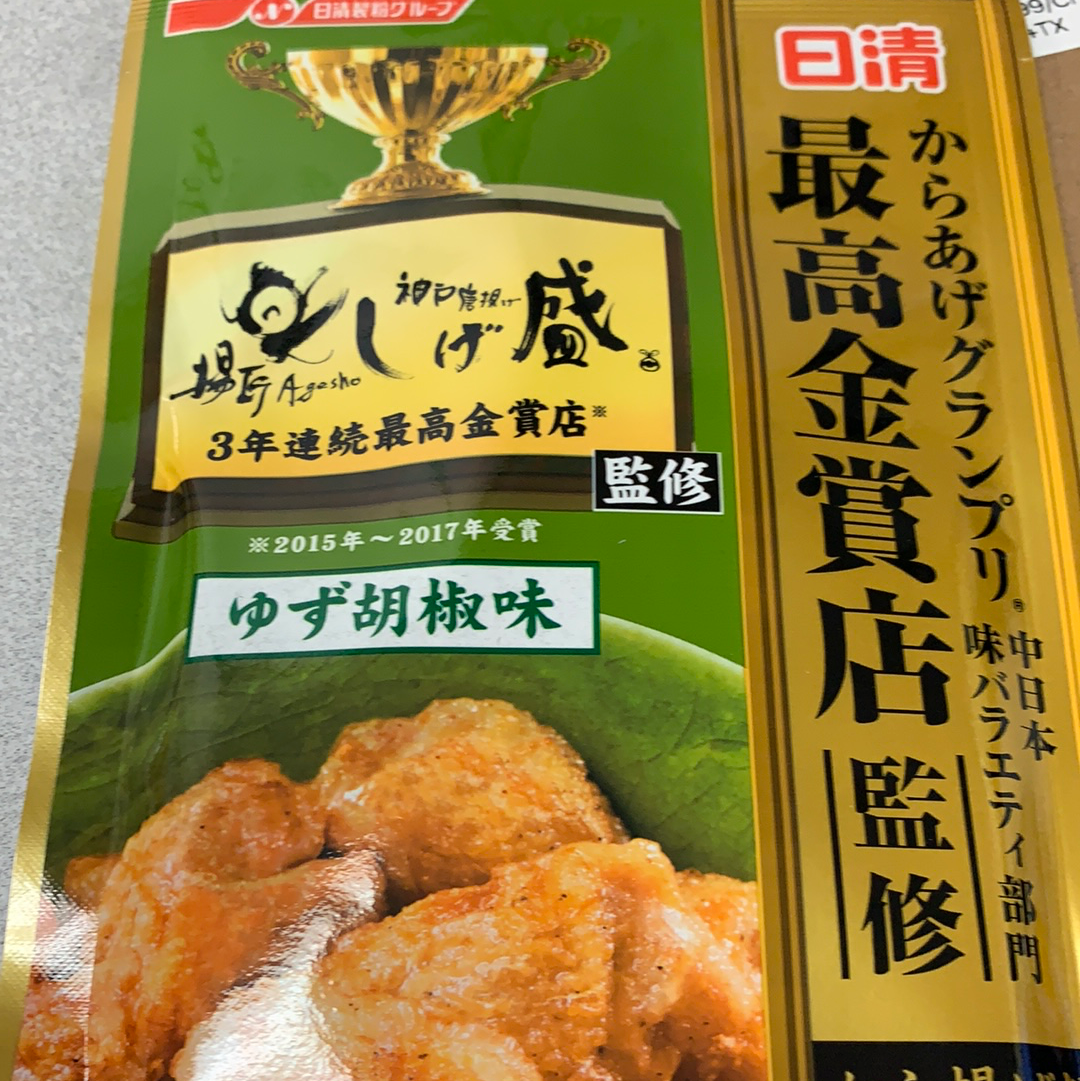 日清製粉グループ
揚匠
Agesho
神戸唐揚げ
しげ盛
3年連続最高金賞店※
監修
※2015年～2017年受賞
ゆず胡椒味
日清
からあげグランプリ®
中日本
味バラエティ部門
最高金賞店
監修
+TX